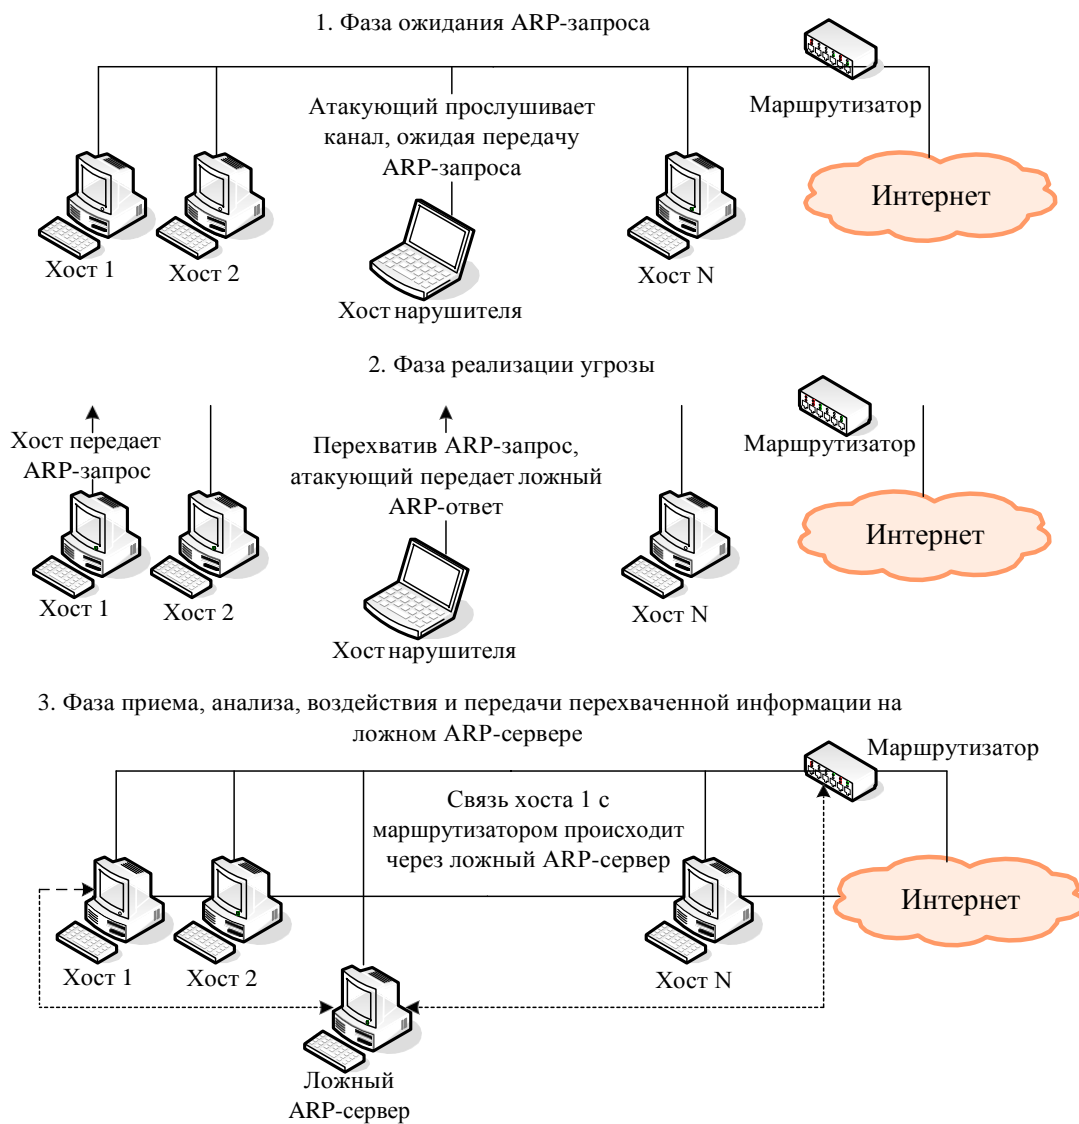 1. Фаза ожидания ARP-запроса
Атакующий прослушивает
канал, ожидая передачу
ARP-запроса
Маршрутизатор
Интернет
Хост 1
Хост 2
Хост N
Хост нарушителя
2. Фаза реализации угрозы
Хост передает
ARP-запрос
Перехватив ARP-запрос,
атакующий передает ложный
ARP-ответ
Маршрутизатор
Интернет
Хост 1
Хост 2
Хост N
Хост нарушителя
3. Фаза приема, анализа, воздействия и передачи перехваченной информации на
ложном ARP-сервере
Маршрутизатор
Связь хоста 1 с
маршрутизатором происходит
через ложный ARP-сервер
Интернет
Хост 1
Хост 2
Хост N
Ложный
ARP-сервер